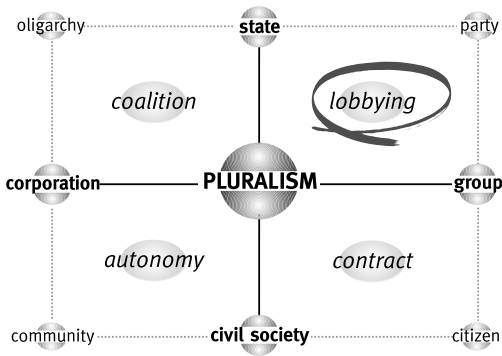 oligarchy
state
party
coalition
lobbying
corporation
PLURALISM
group
autonomy
contract
community
civil society
citizen